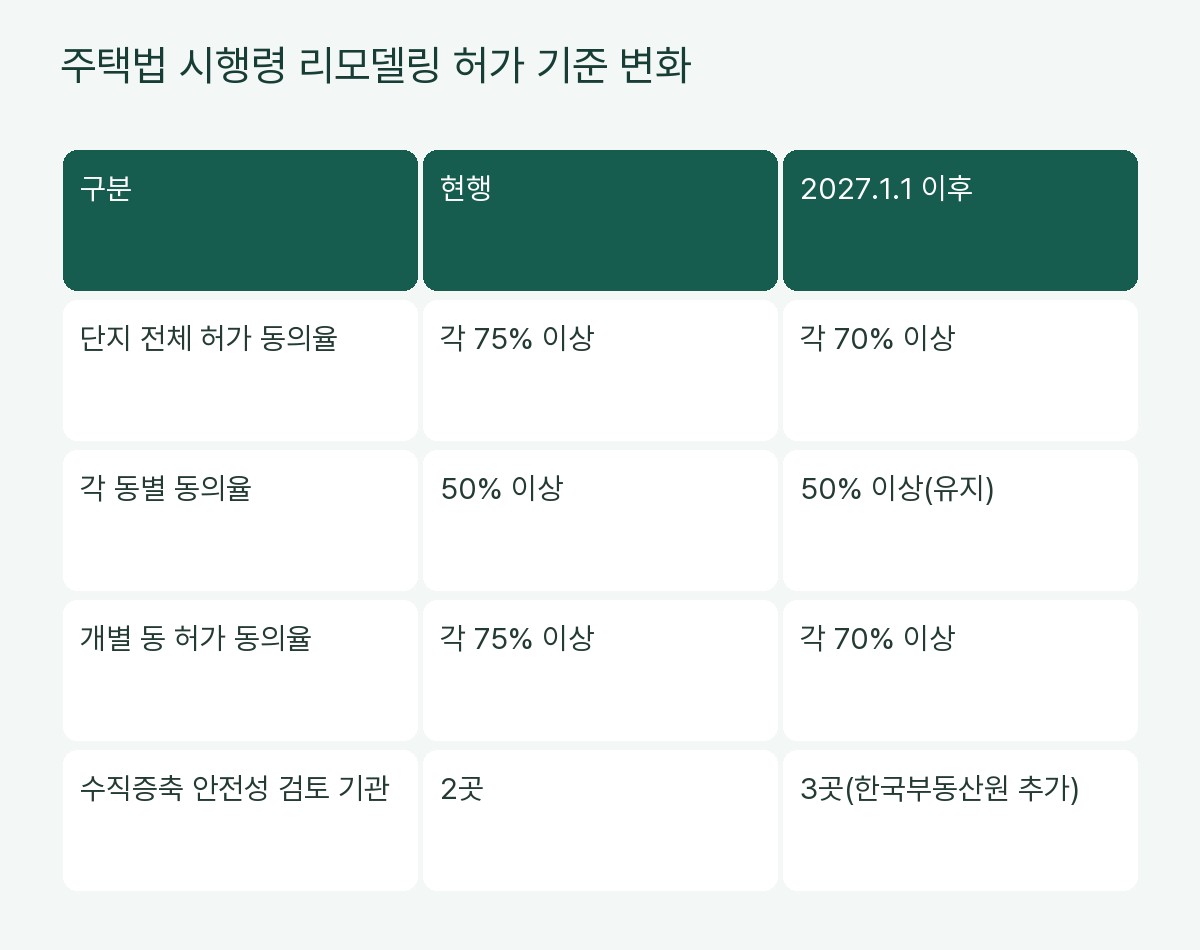 주택법 시행령 리모델링 허가 기준 변화
구분 현행 2027.1.1 이후
단지 전체 허가 동의율 각 75% 이상 각 70% 이상
각 동별 동의율 50% 이상 50% 이상(유지)
개별 동 허가 동의율 각 75% 이상 각 70% 이상
수직증축 안전성 검토 기관 2곳 3곳(한국부동산원 추가)